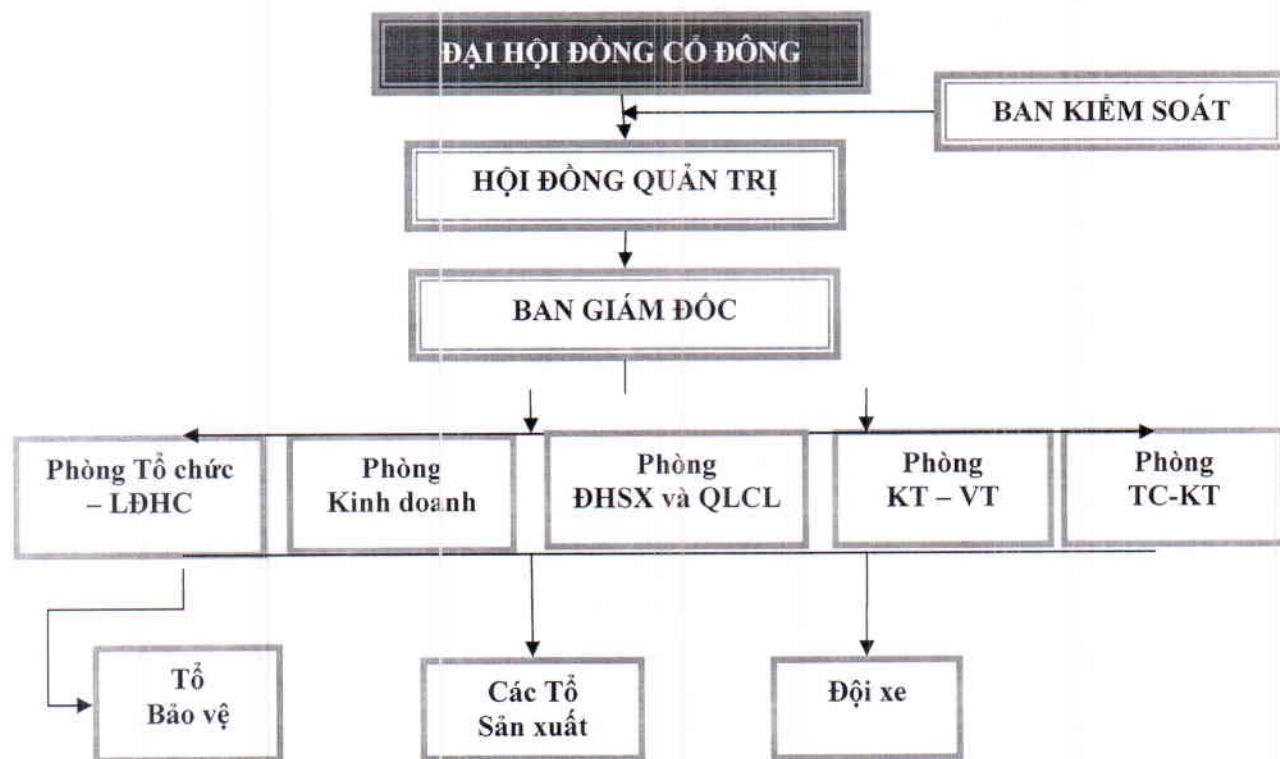 ĐẠI HỘI ĐỒNG CỔ ĐÔNG
BAN KIỂM SOÁT
HỘI ĐỒNG QUẢN TRỊ
BAN GIÁM ĐỐC
Phòng Tổ chức
– LĐHC
Phòng
Kinh doanh
Phòng
ĐHSX và QLCL
Phòng
KT – VT
Phòng
TC-KT
Tổ
Bảo vệ
Các Tổ
Sản xuất
Đội xe